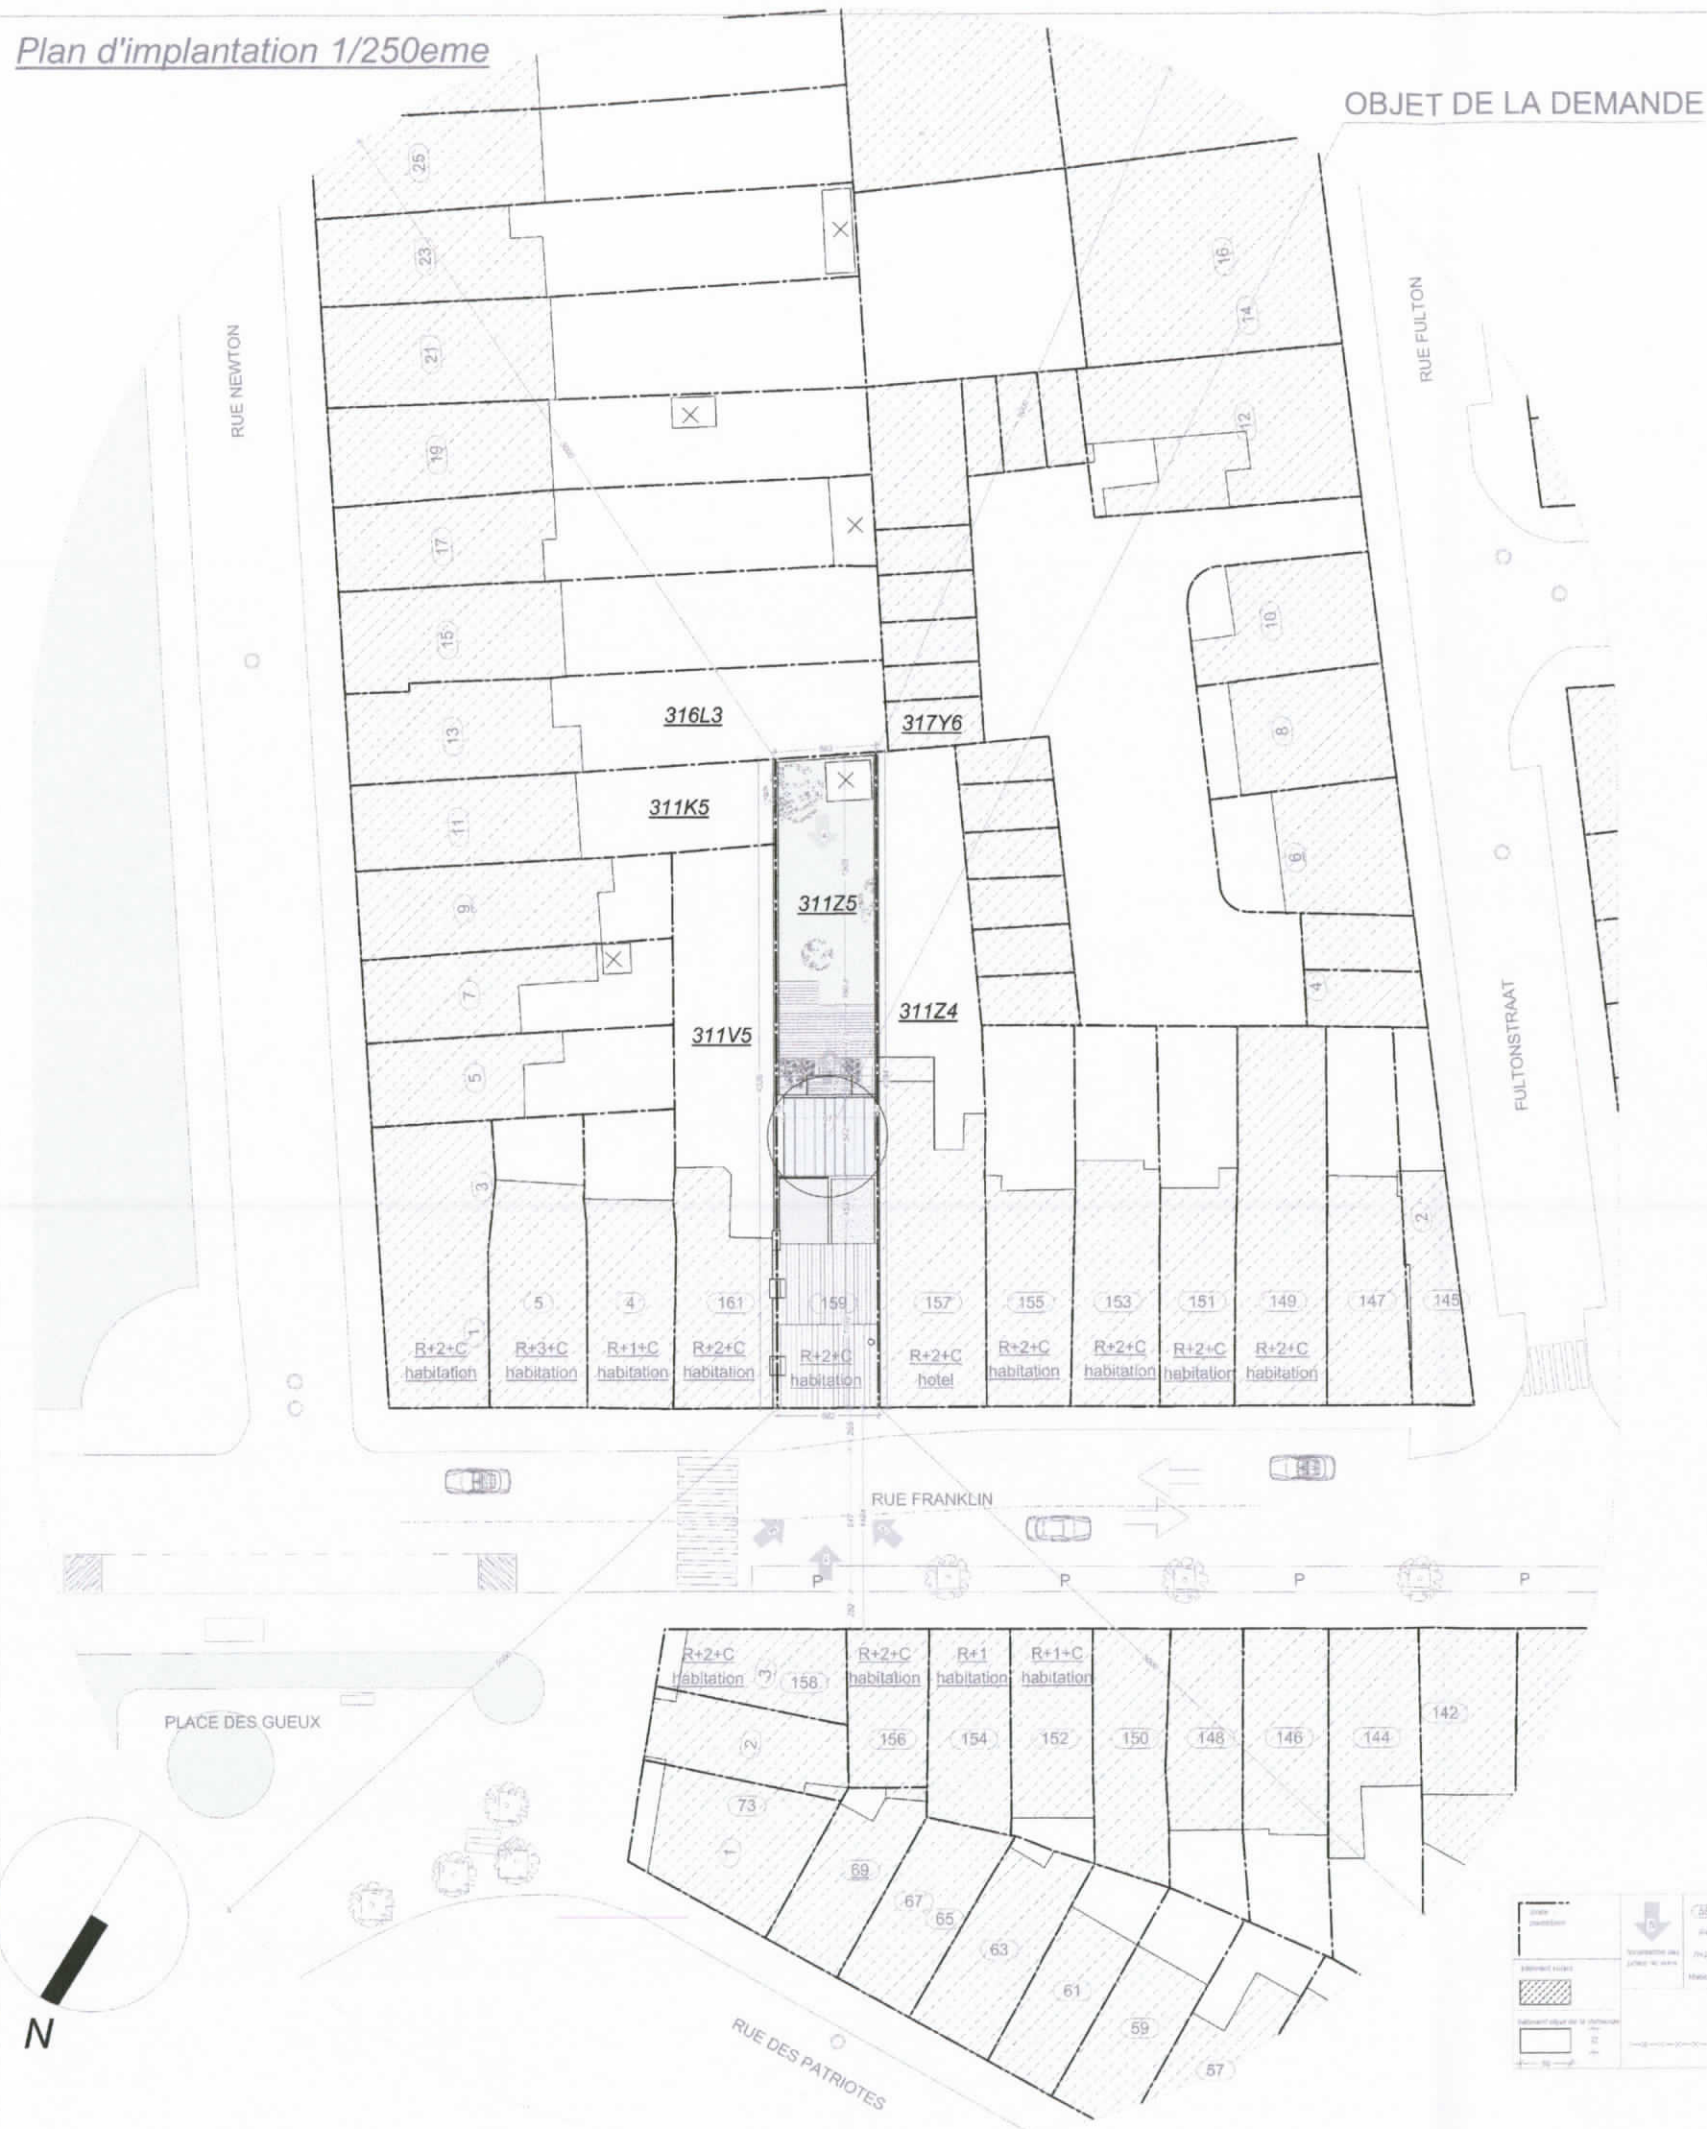 Plan d'implantation 1/250eme
OBJET DE LA DEMANDE
25
23
21
19
17
15
13
11
9
7
5
3
1
RUE NEWTON
16
14
12
10
8
6
4
2
RUE FULTON
FULTONSTRAAT
316L3
317Y6
311K5
311Z5
311V5
311Z4
5
4
161
159
157
155
153
151
149
147
145
R+2+C
habitation
R+3+C
habitation
R+1+C
habitation
R+2+C
habitation
R+2+C
habitation
R+2+C
hotel
R+2+C
habitation
R+2+C
habitation
R+2+C
habitation
R+2+C
habitation
RUE FRANKLIN
P
P
P
P
R+2+C
habitation
3
158
R+2+C
habitation
R+1
habitation
R+1+C
habitation
2
156
154
152
150
148
146
144
142
PLACE DES GUEUX
73
1
69
67
65
63
61
59
57
RUE DES PATRIOTES
N